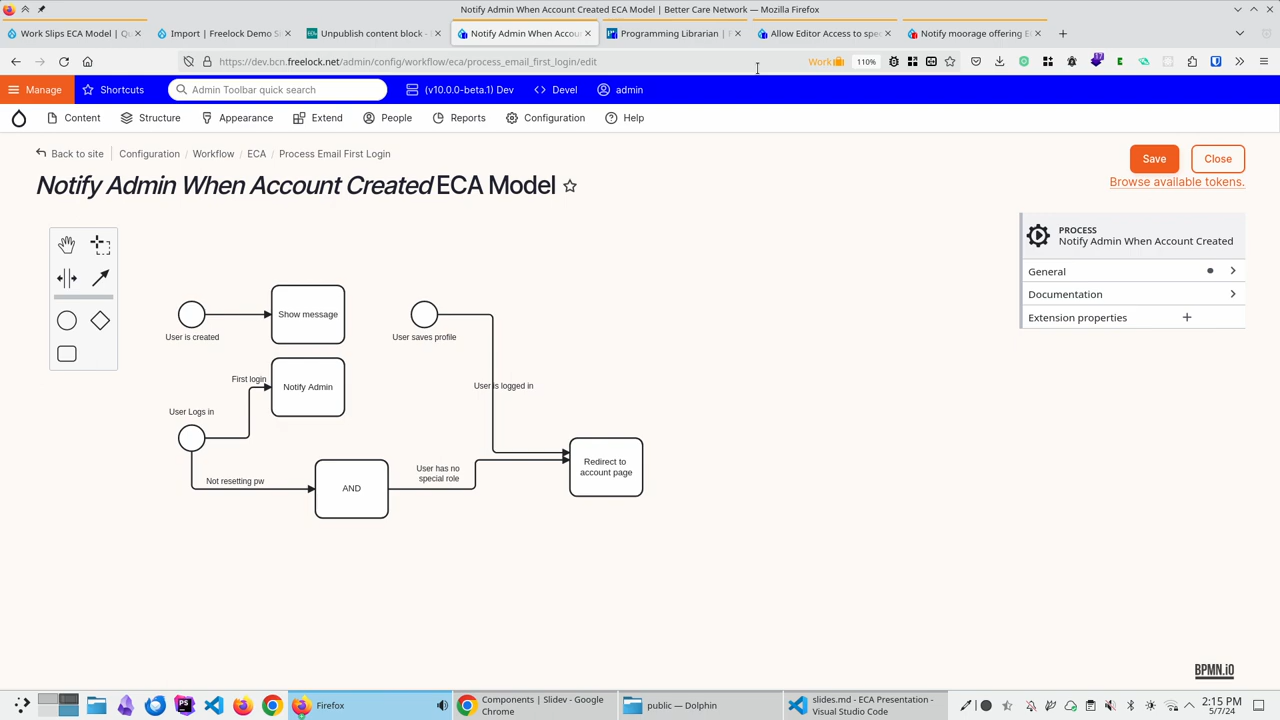 Notify Admin When Account Created ECA Model | Better Care Network — Mozilla Firefox
Work Slips ECA Model | Qu
Import | Freelock Demo S
Unpublish content block -
Notify Admin When Accou
Programming Librarian | F
Allow Editor Access to spe
Notify moorage offering E
https://dev.bcn.freelock.net/admin/config/workflow/eca/process_email_first_login/edit
Work
110%
Manage
Shortcuts
Admin Toolbar quick search
(v10.0.0-beta.1) Dev
Devel
admin
Content
Structure
Appearance
Extend
People
Reports
Configuration
Help
Back to site
Configuration
Workflow
ECA
Process Email First Login
Save
Close
Notify Admin When Account Created ECA Model
Browse available tokens.
PROCESS
Notify Admin When Account Created
General
Documentation
Extension properties
Show message
User is created
User saves profile
First login
Notify Admin
User is logged in
User Logs in
Redirect to
account page
User has no
special role
Not resetting pw
AND
BPMN.iO
Firefox
Components | Slidev - Google
Chrome
public — Dolphin
slides.md - ECA Presentation -
Visual Studio Code
2:15 PM
5/7/24